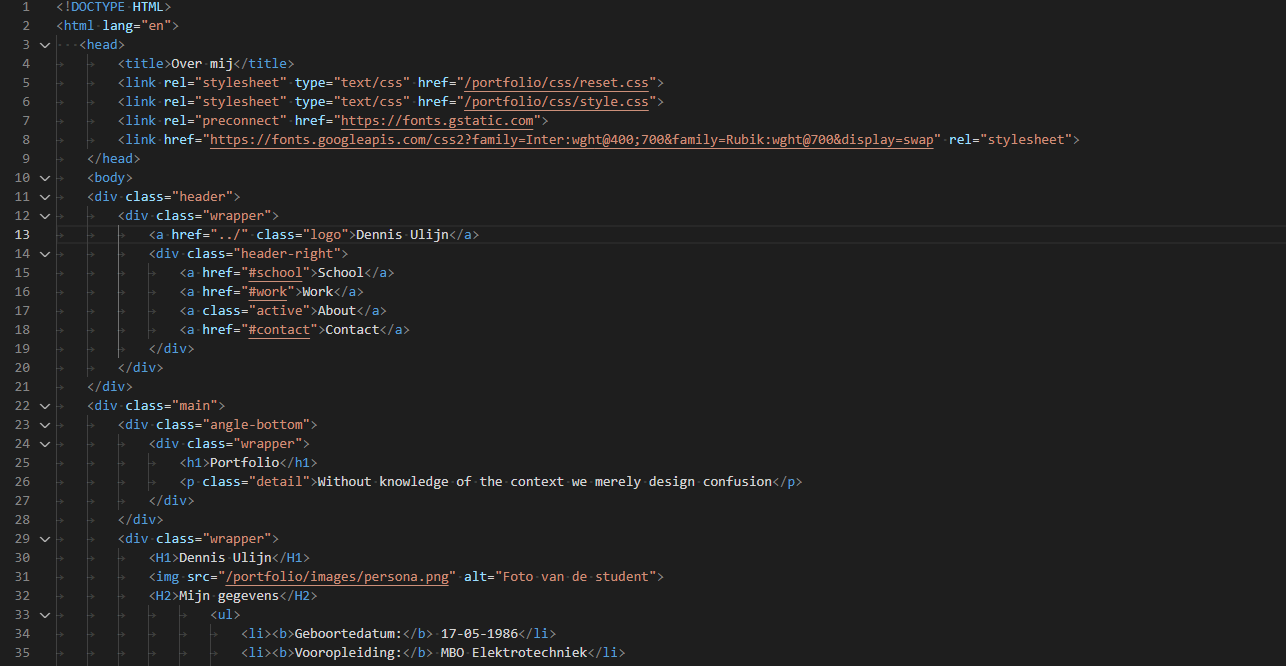 1 <!DOCTYPE HTML>
2 <html lang="en">
3 <head>
4 <title>Over mij</title>
5 <link rel="stylesheet" type="text/css" href="/portfolio/css/reset.css">
6 <link rel="stylesheet" type="text/css" href="/portfolio/css/style.css">
7 <link rel="preconnect" href="https://fonts.gstatic.com">
8 <link href="https://fonts.googleapis.com/css2?family=Inter:wght@400;700&family=Rubik:wght@700&display=swap" rel="stylesheet">
9 </head>
10 <body>
11 <div class="header">
12 <div class="wrapper">
13 <a href="../" class="logo">Dennis Ulijn</a>
14 <div class="header-right">
15 <a href="#school">School</a>
16 <a href="#work">Work</a>
17 <a class="active">About</a>
18 <a href="#contact">Contact</a>
19 </div>
20 </div>
21 </div>
22 <div class="main">
23 <div class="angle-bottom">
24 <div class="wrapper">
25 <h1>Portfolio</h1>
26 <p class="detail">Without knowledge of the context we merely design confusion</p>
27 </div>
28 </div>
29 <div class="wrapper">
30 <H1>Dennis Ulijn</H1>
31 <img src="/portfolio/images/persona.png" alt="Foto van de student">
32 <H2>Mijn gegevens</H2>
33 <ul>
34 <li><b>Geboortedatum:</b> 17-05-1986</li>
35 <li><b>Vooropleiding:</b> MBO Elektrotechniek</li>